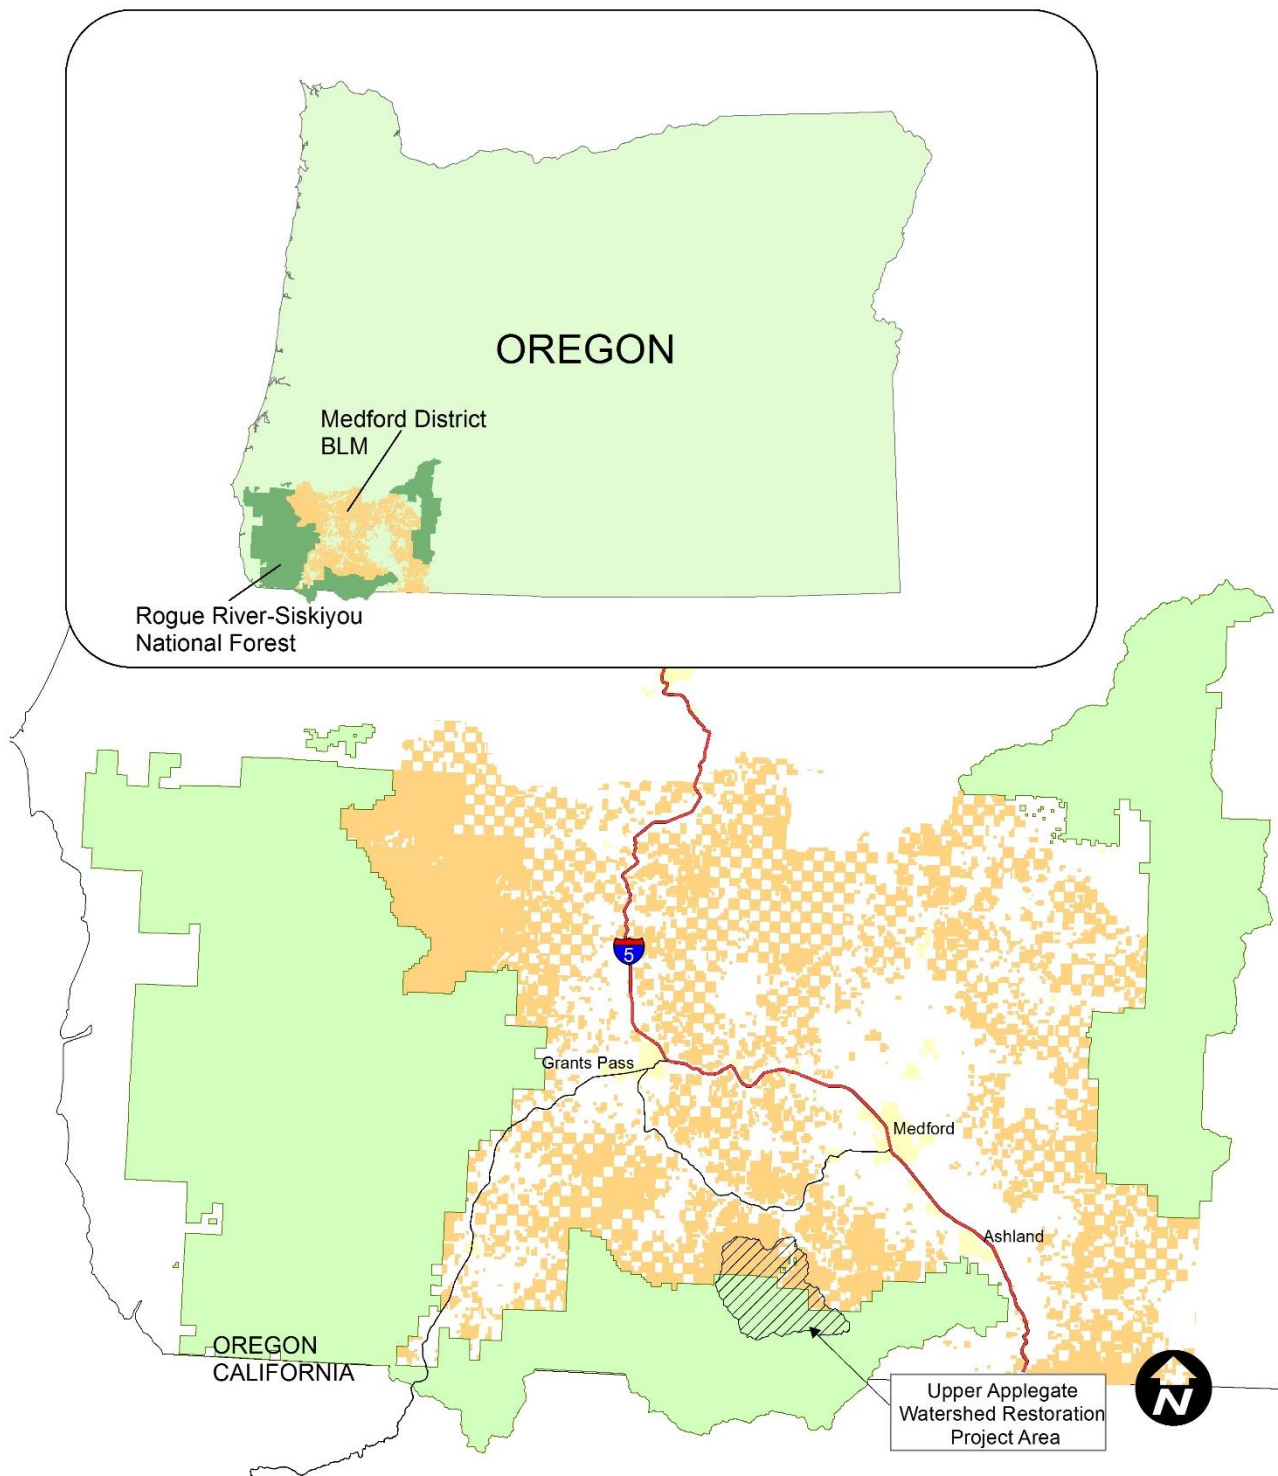 OREGON
Medford District
BLM
Rogue River-Siskiyou
National Forest
5
Grants Pass
Medford
Ashland
OREGON
CALIFORNIA
Upper Applegate
Watershed Restoration
Project Area
N